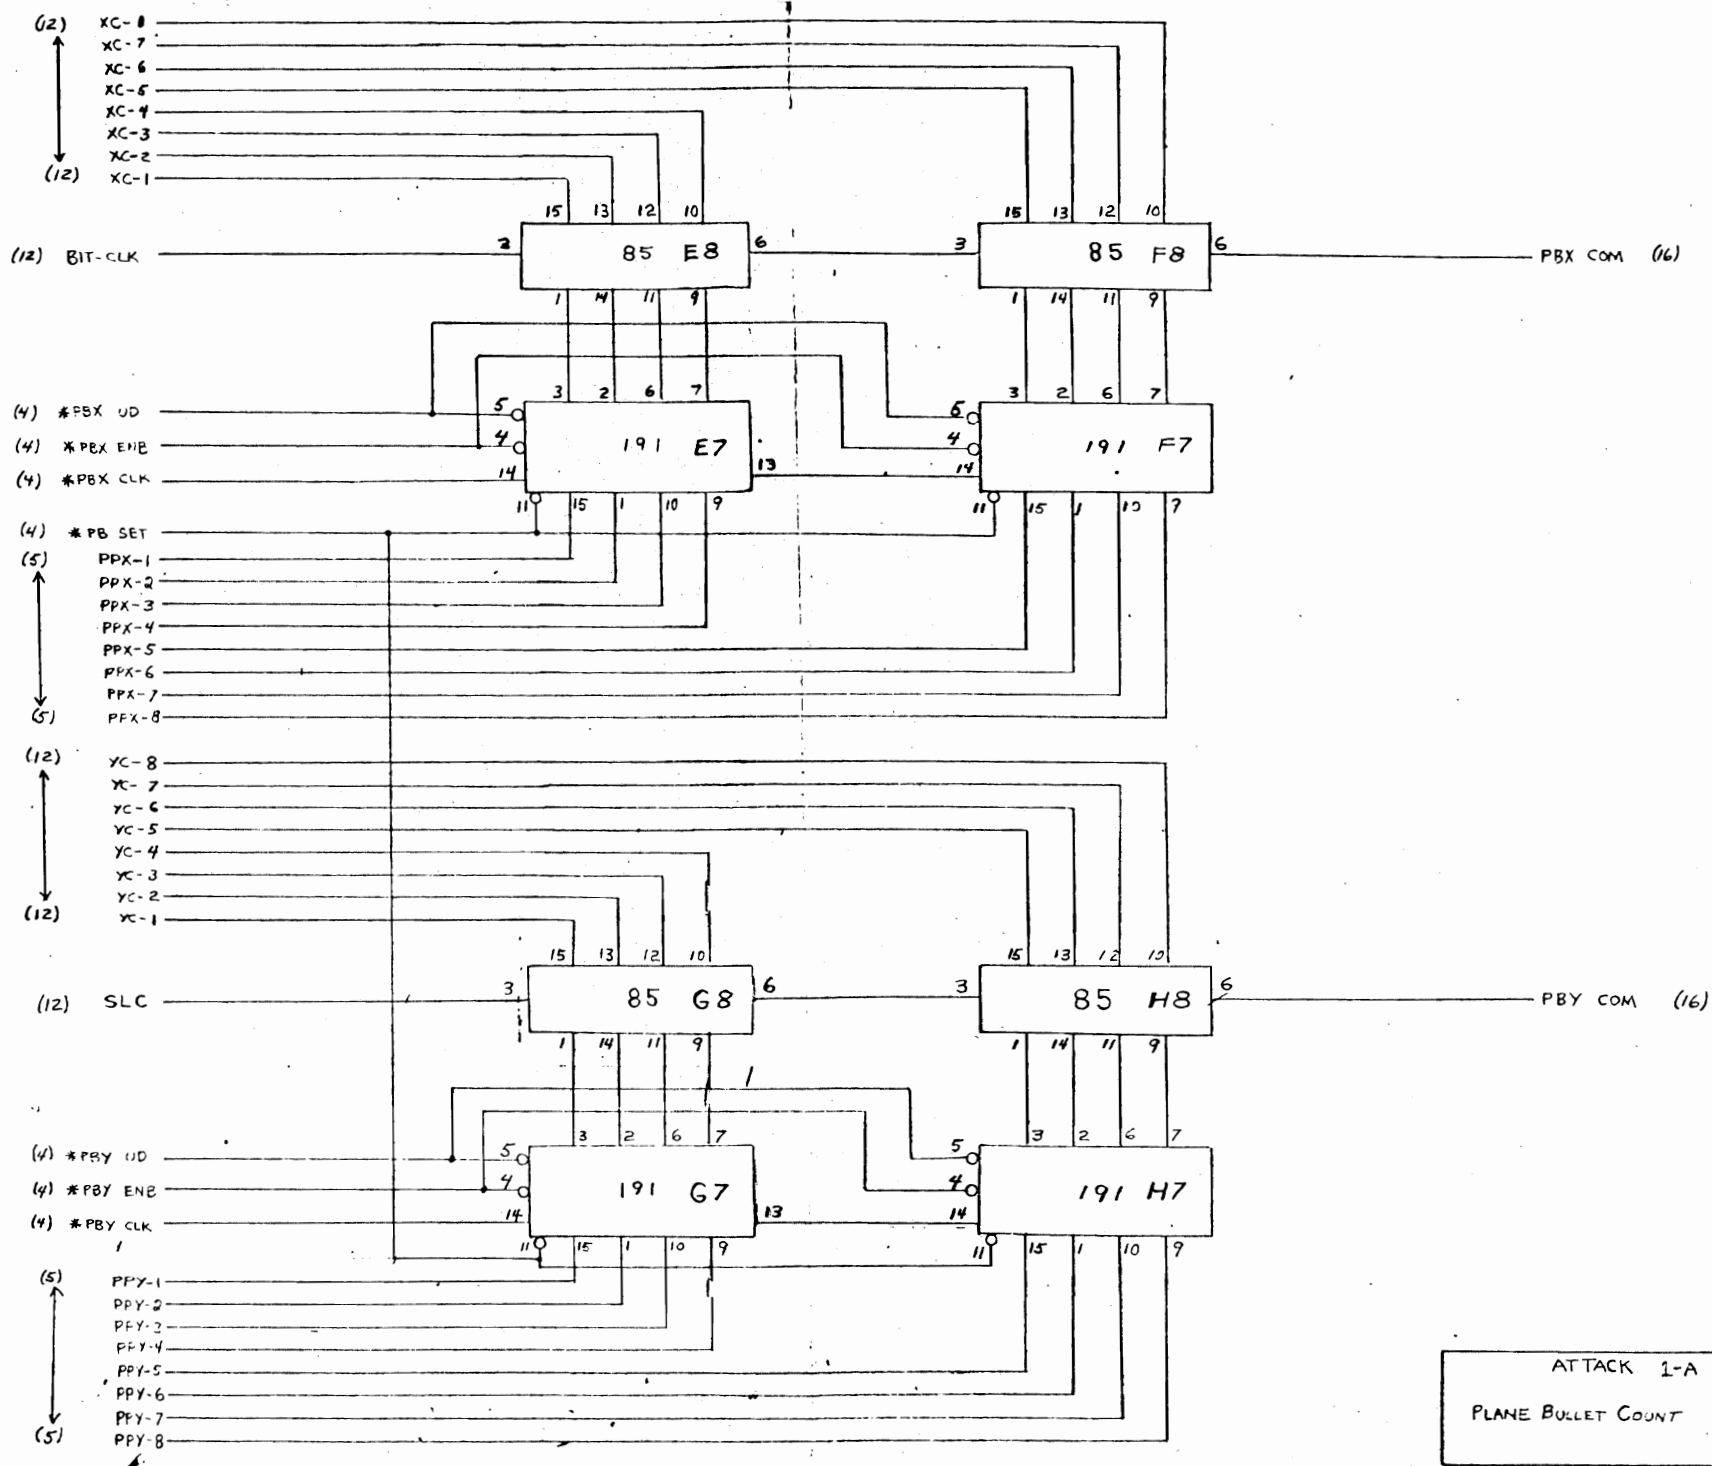 (12) XC-8
XC-7
XC-6
XC-5
XC-4
XC-3
XC-2
(12) XC-1
15 13 12 10 15 13 12 10
(12) BIT-CLK 3 85 E8 6 3 85 F8 6 PBX COM (16)
1 14 11 9 1 14 11 9
3 2 6 7 3 2 6 7
(4) *PBX UD 5 5
(4) *PBX ENB 4 191 E7 4 191 F7
(4) *PBX CLK 14 13 14
11 15 1 10 9 11 15 1 10 7
(4) *PB SET
(5) PPX-1
PPX-2
PPX-3
PPX-4
PPX-5
PPX-6
PPX-7
(5) PPX-8
(12) YC-8
YC-7
YC-6
YC-5
YC-4
YC-3
YC-2
(12) YC-1
15 13 12 10 15 13 12 10
(12) SLC 3 85 G8 6 3 85 H8 6 PBY COM (16)
1 14 11 9 1 14 11 9
3 2 6 7 3 2 6 7
(4) *PBY UD 5 5
(4) *PBY ENB 4 191 G7 4 191 H7
(4) *PBY CLK 14 13 14
11 15 1 10 9 11 15 1 10 9
(5) PPY-1
PPY-2
PPY-3
PPY-4
PPY-5
PPY-6
PPY-7
(5) PPY-8
ATTACK 1-A
PLANE BULLET COUNT